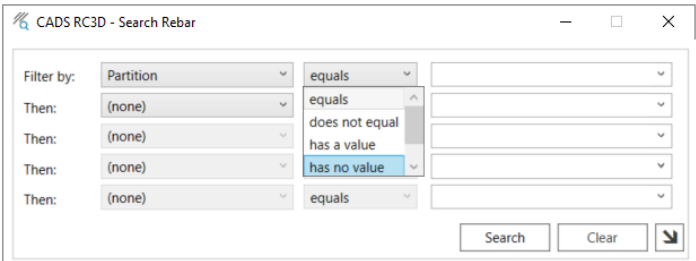 CADS RC3D - Search Rebar
Filter by: Partition equals
Then: (none) equals
Then: (none) does not equal
Then: (none) has a value
has no value
Then: (none) equals
Search Clear